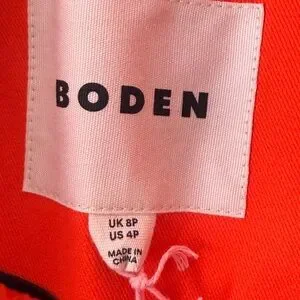 BODEN
UK 8P
US 4P
MADE IN
CHINA